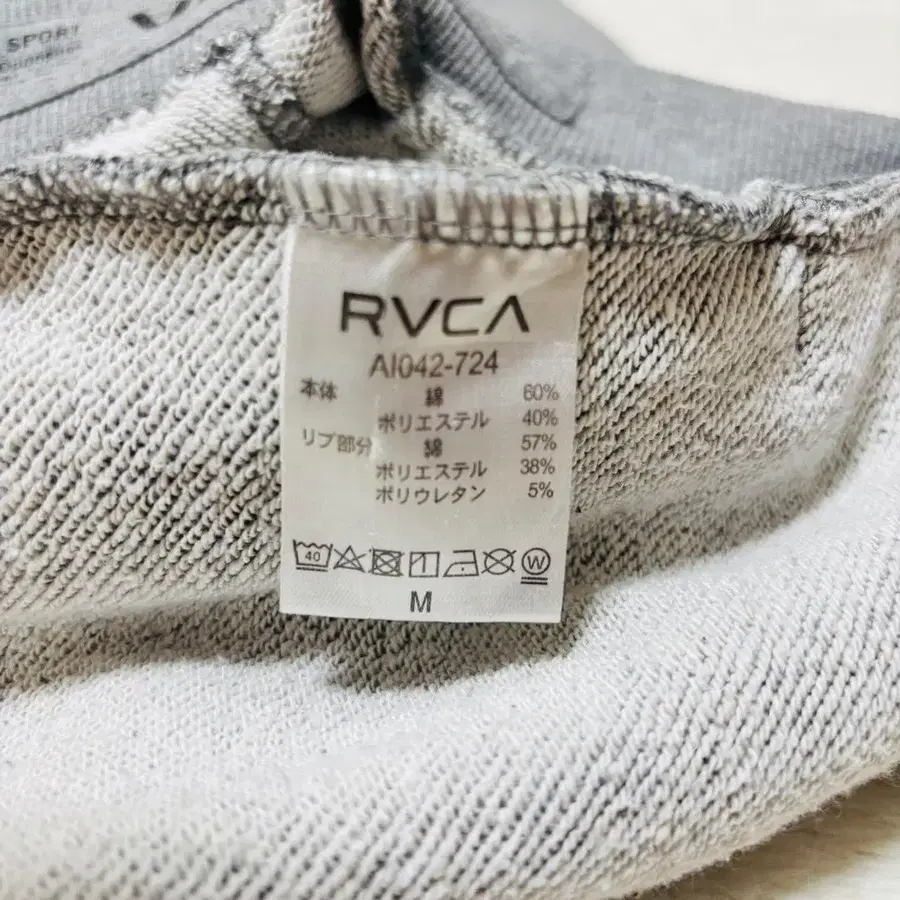 SPORT
RVCA
AI042-724
本体 綿 60%
ポリエステル 40%
リブ部分 綿 57%
ポリエステル 38%
ポリウレタン 5%
40 W
M